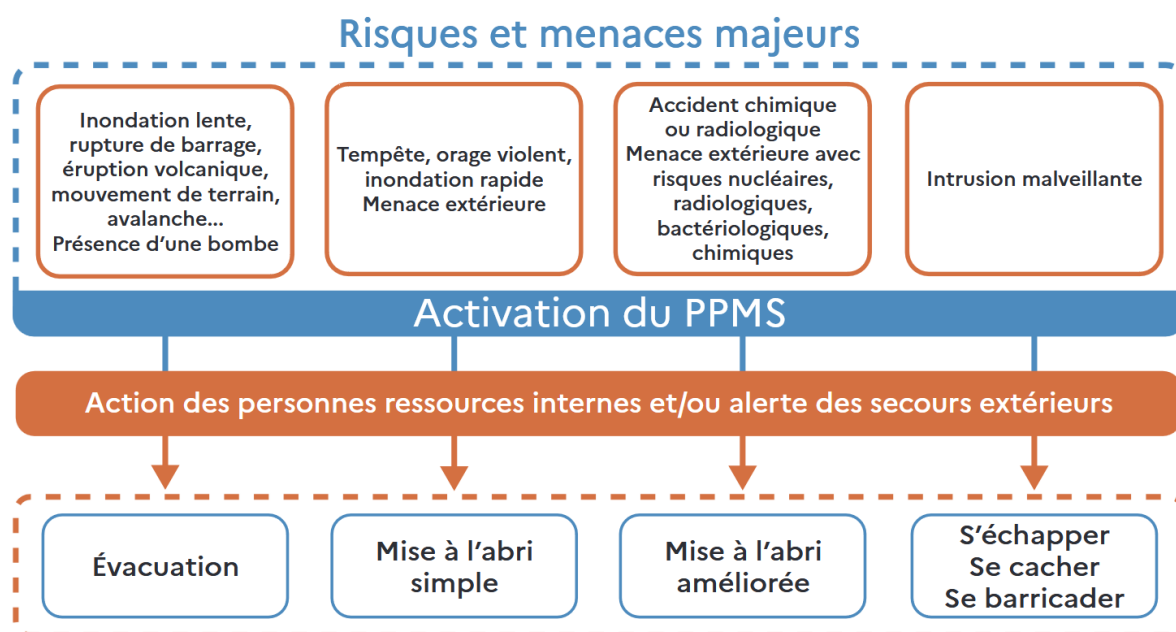 Risques et menaces majeurs
Inondation lente,
rupture de barrage,
éruption volcanique,
mouvement de terrain,
avalanche...
Présence d'une bombe
Tempête, orage violent,
inondation rapide
Menace extérieure
Accident chimique
ou radiologique
Menace extérieure avec
risques nucléaires,
radiologiques,
bactériologiques,
chimiques
Intrusion malveillante
Activation du PPMS
Action des personnes ressources internes et/ou alerte des secours extérieurs
Évacuation
Mise à l'abri
simple
Mise à l'abri
améliorée
S'échapper
Se cacher
Se barricader